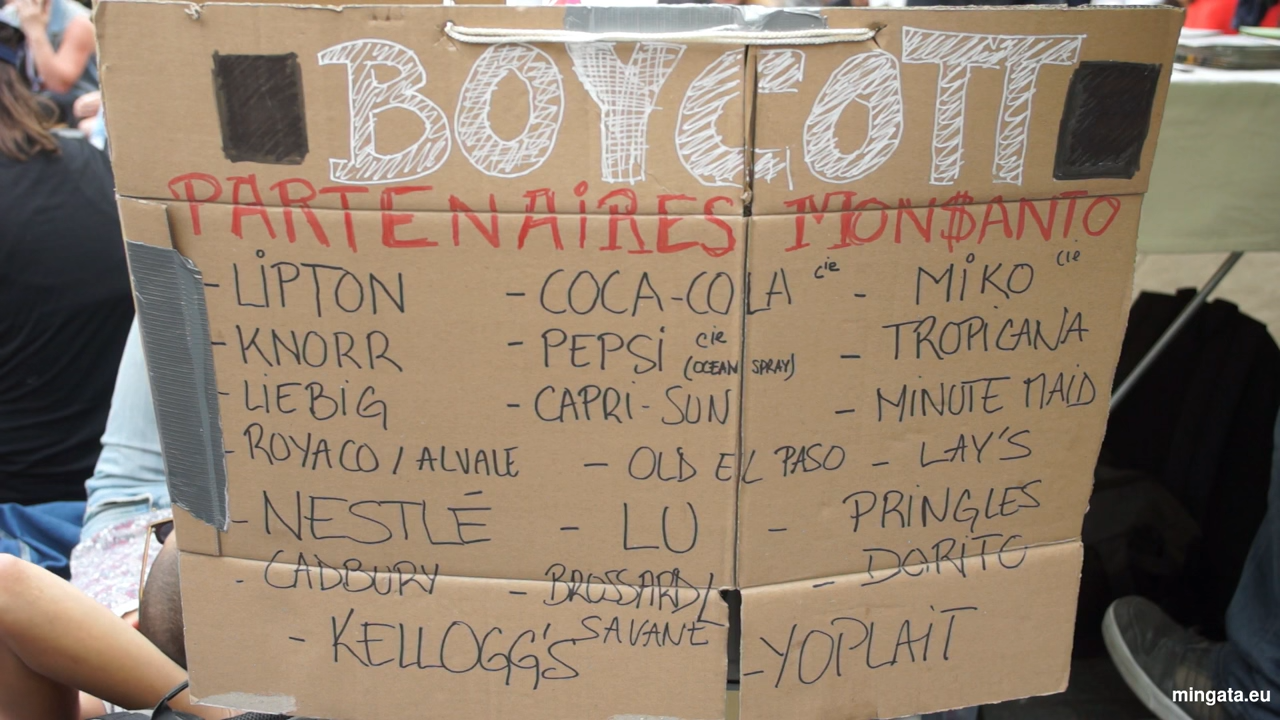 BOYCOTT
PARTENAIRES MON$ANTO
- LIPTON
- KNORR
- LIEBIG
- ROYACO / ALVALE
- NESTLÉ
- CADBURY
- KELLOGG'S
- COCA-COLA cie
- PEPSI cie
(OCEAN SPRAY)
- CAPRI-SUN
- OLD EL PASO
- LU
- BROSSARD /
SAVANE
- MIKO cie
- TROPICANA
- MINUTE MAID
- LAY'S
- PRINGLES
- DORITO
- YOPLAIT
mingata.eu